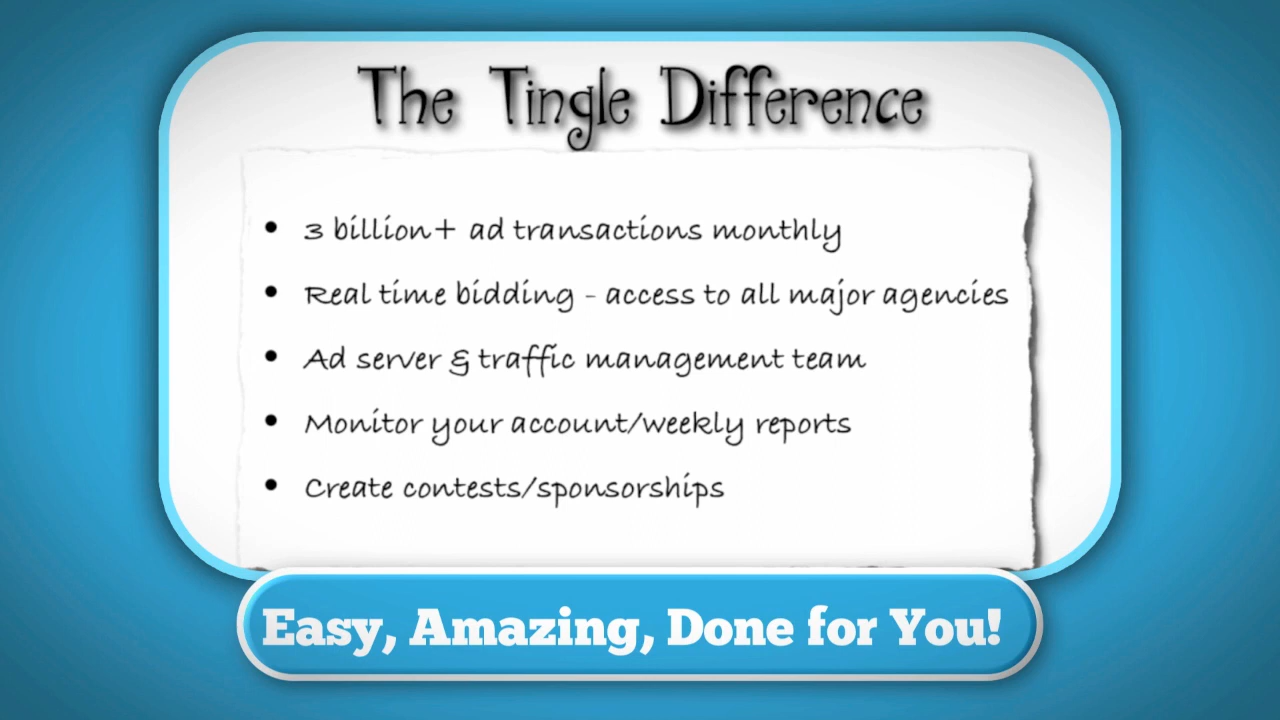 The Tingle Difference
• 3 billion+ ad transactions monthly
• Real time bidding - access to all major agencies
• Ad server & traffic management team
• Monitor your account/weekly reports
• Create contests/sponsorships
Easy, Amazing, Done for You!